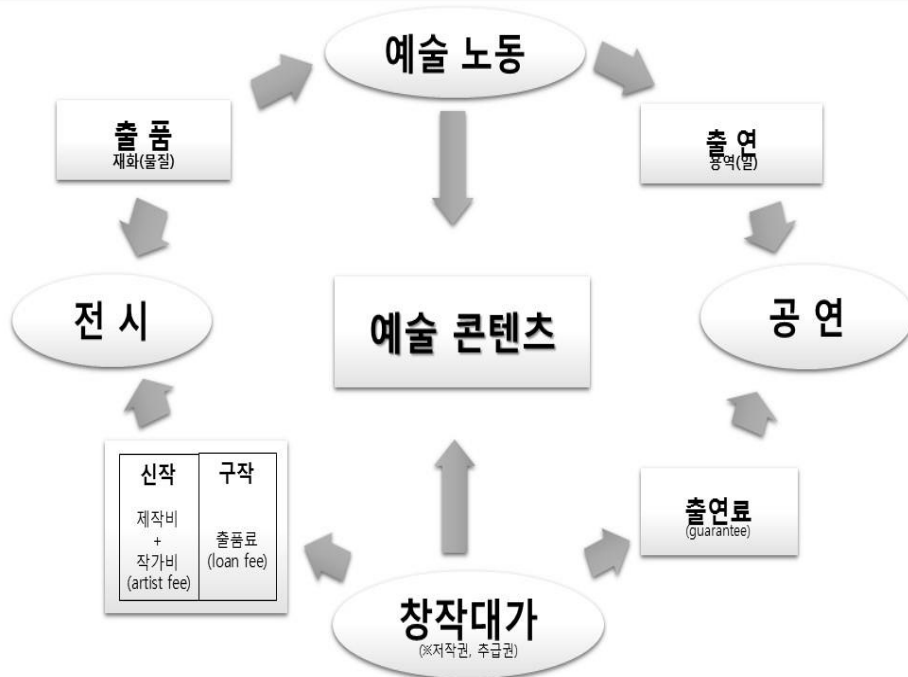 예술 노동
출 품
재화(물질)
출 연
용역(일)
전 시
예술 콘텐츠
공 연
신작
제작비
+
작가비
(artist fee)
구작
출품료
(loan fee)
출연료
(guarantee)
창작대가
(※저작권, 추급권)